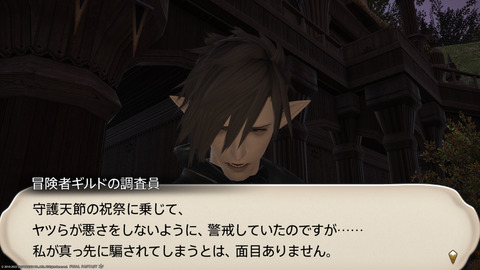 冒険者ギルドの調査員
守護天節の祝祭に乗じて、
ヤツらが悪さをしないように、警戒していたのですが……
私が真っ先に騙されてしまうとは、面目ありません。